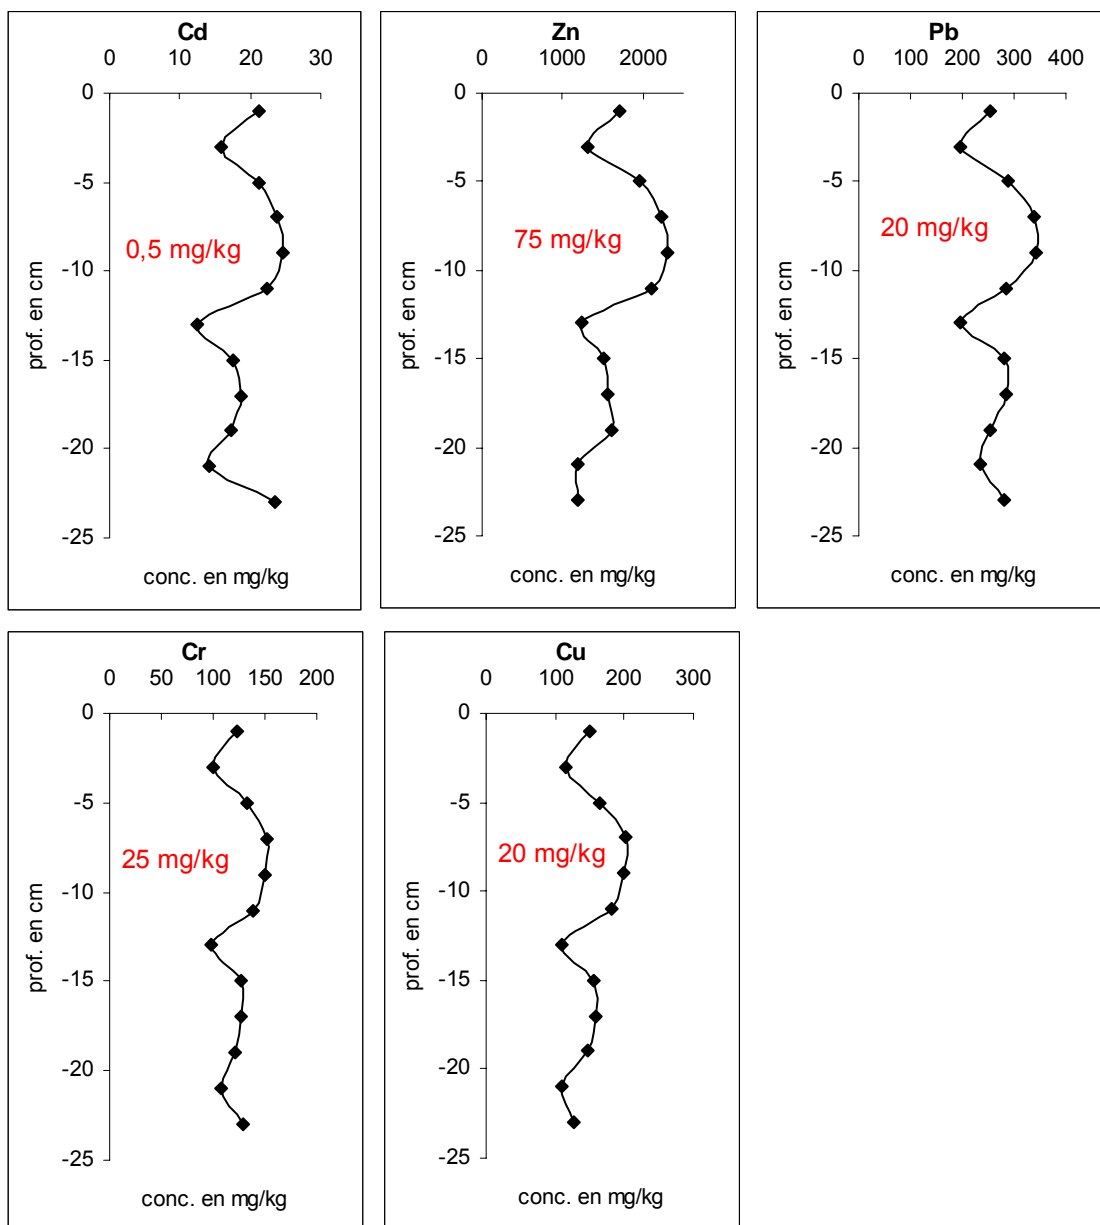 Cd
0 10 20 30
0
-5
-10
-15
-20
-25
prof. en cm
0,5 mg/kg
conc. en mg/kg
Zn
0 1000 2000
0
-5
-10
-15
-20
-25
prof. en cm
75 mg/kg
conc. en mg/kg
Pb
0 100 200 300 400
0
-5
-10
-15
-20
-25
prof. en cm
20 mg/kg
conc. en mg/kg
Cr
0 50 100 150 200
0
-5
-10
-15
-20
-25
prof. en cm
25 mg/kg
conc. en mg/kg
Cu
0 100 200 300
0
-5
-10
-15
-20
-25
prof. en cm
20 mg/kg
conc. en mg/kg